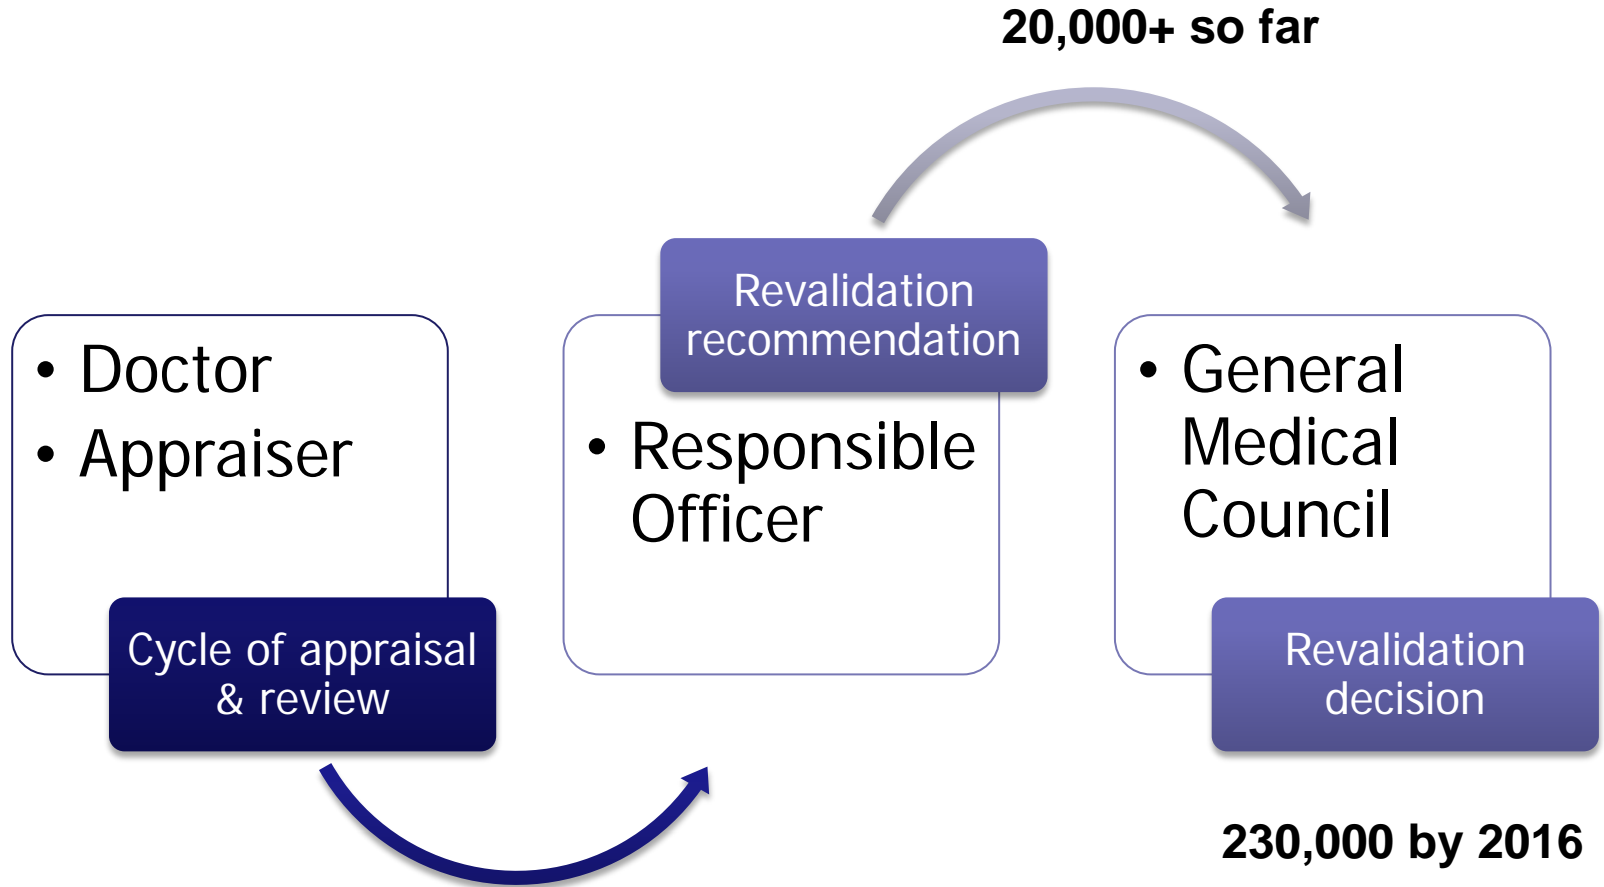 20,000+ so far
• Doctor
• Appraiser
Cycle of appraisal
& review
Revalidation
recommendation
• Responsible
Officer
• General
Medical
Council
Revalidation
decision
230,000 by 2016